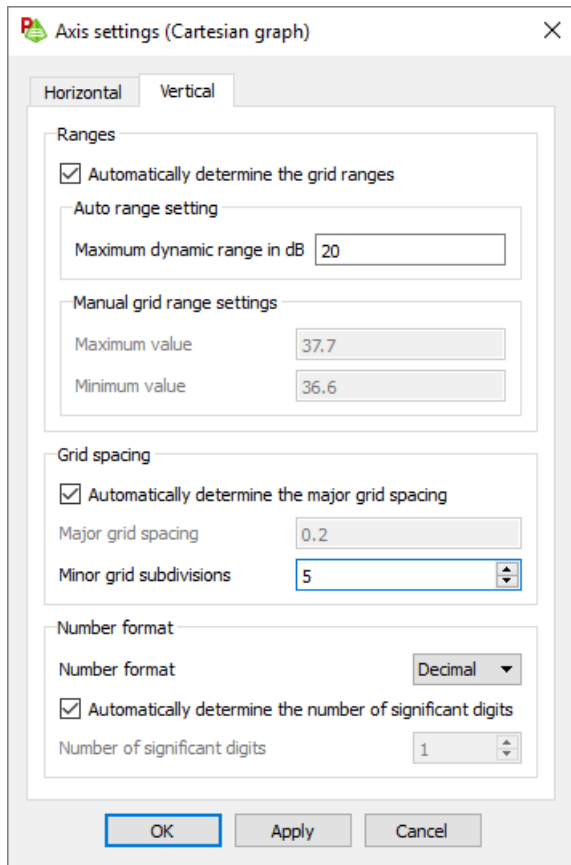 Axis settings (Cartesian graph)
Horizontal Vertical
Ranges
Automatically determine the grid ranges
Auto range setting
Maximum dynamic range in dB 20
Manual grid range settings
Maximum value 37.7
Minimum value 36.6
Grid spacing
Automatically determine the major grid spacing
Major grid spacing 0.2
Minor grid subdivisions 5
Number format
Number format Decimal
Automatically determine the number of significant digits
Number of significant digits 1
OK Apply Cancel